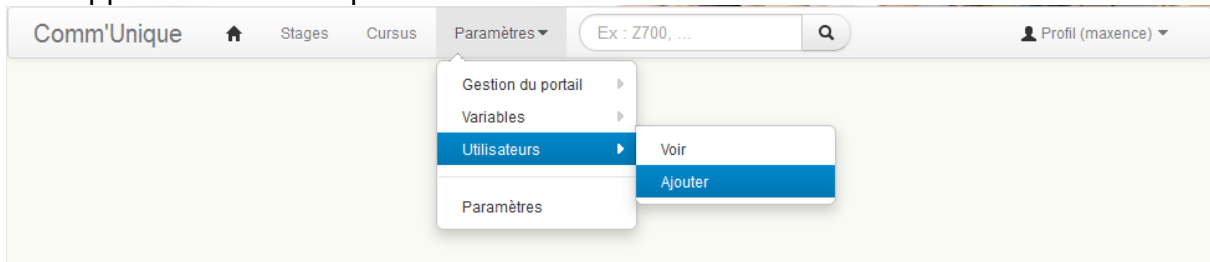 Comm'Unique Stages Cursus Paramètres Ex : Z700, ... Profil (maxence)
Gestion du portail
Variables
Utilisateurs Voir
Ajouter
Paramètres